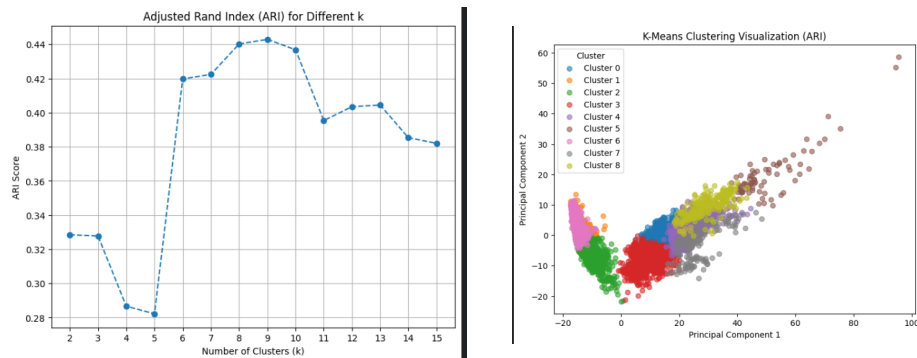 Adjusted Rand Index (ARI) for Different k
ARI Score
0.44
0.42
0.40
0.38
0.36
0.34
0.32
0.30
0.28
2 3 4 5 6 7 8 9 10 11 12 13 14 15
Number of Clusters (k)
K-Means Clustering Visualization (ARI)
Principal Component 2
60
50
40
30
20
10
0
−10
−20
Cluster
Cluster 0
Cluster 1
Cluster 2
Cluster 3
Cluster 4
Cluster 5
Cluster 6
Cluster 7
Cluster 8
−20 0 20 40 60 80 100
Principal Component 1